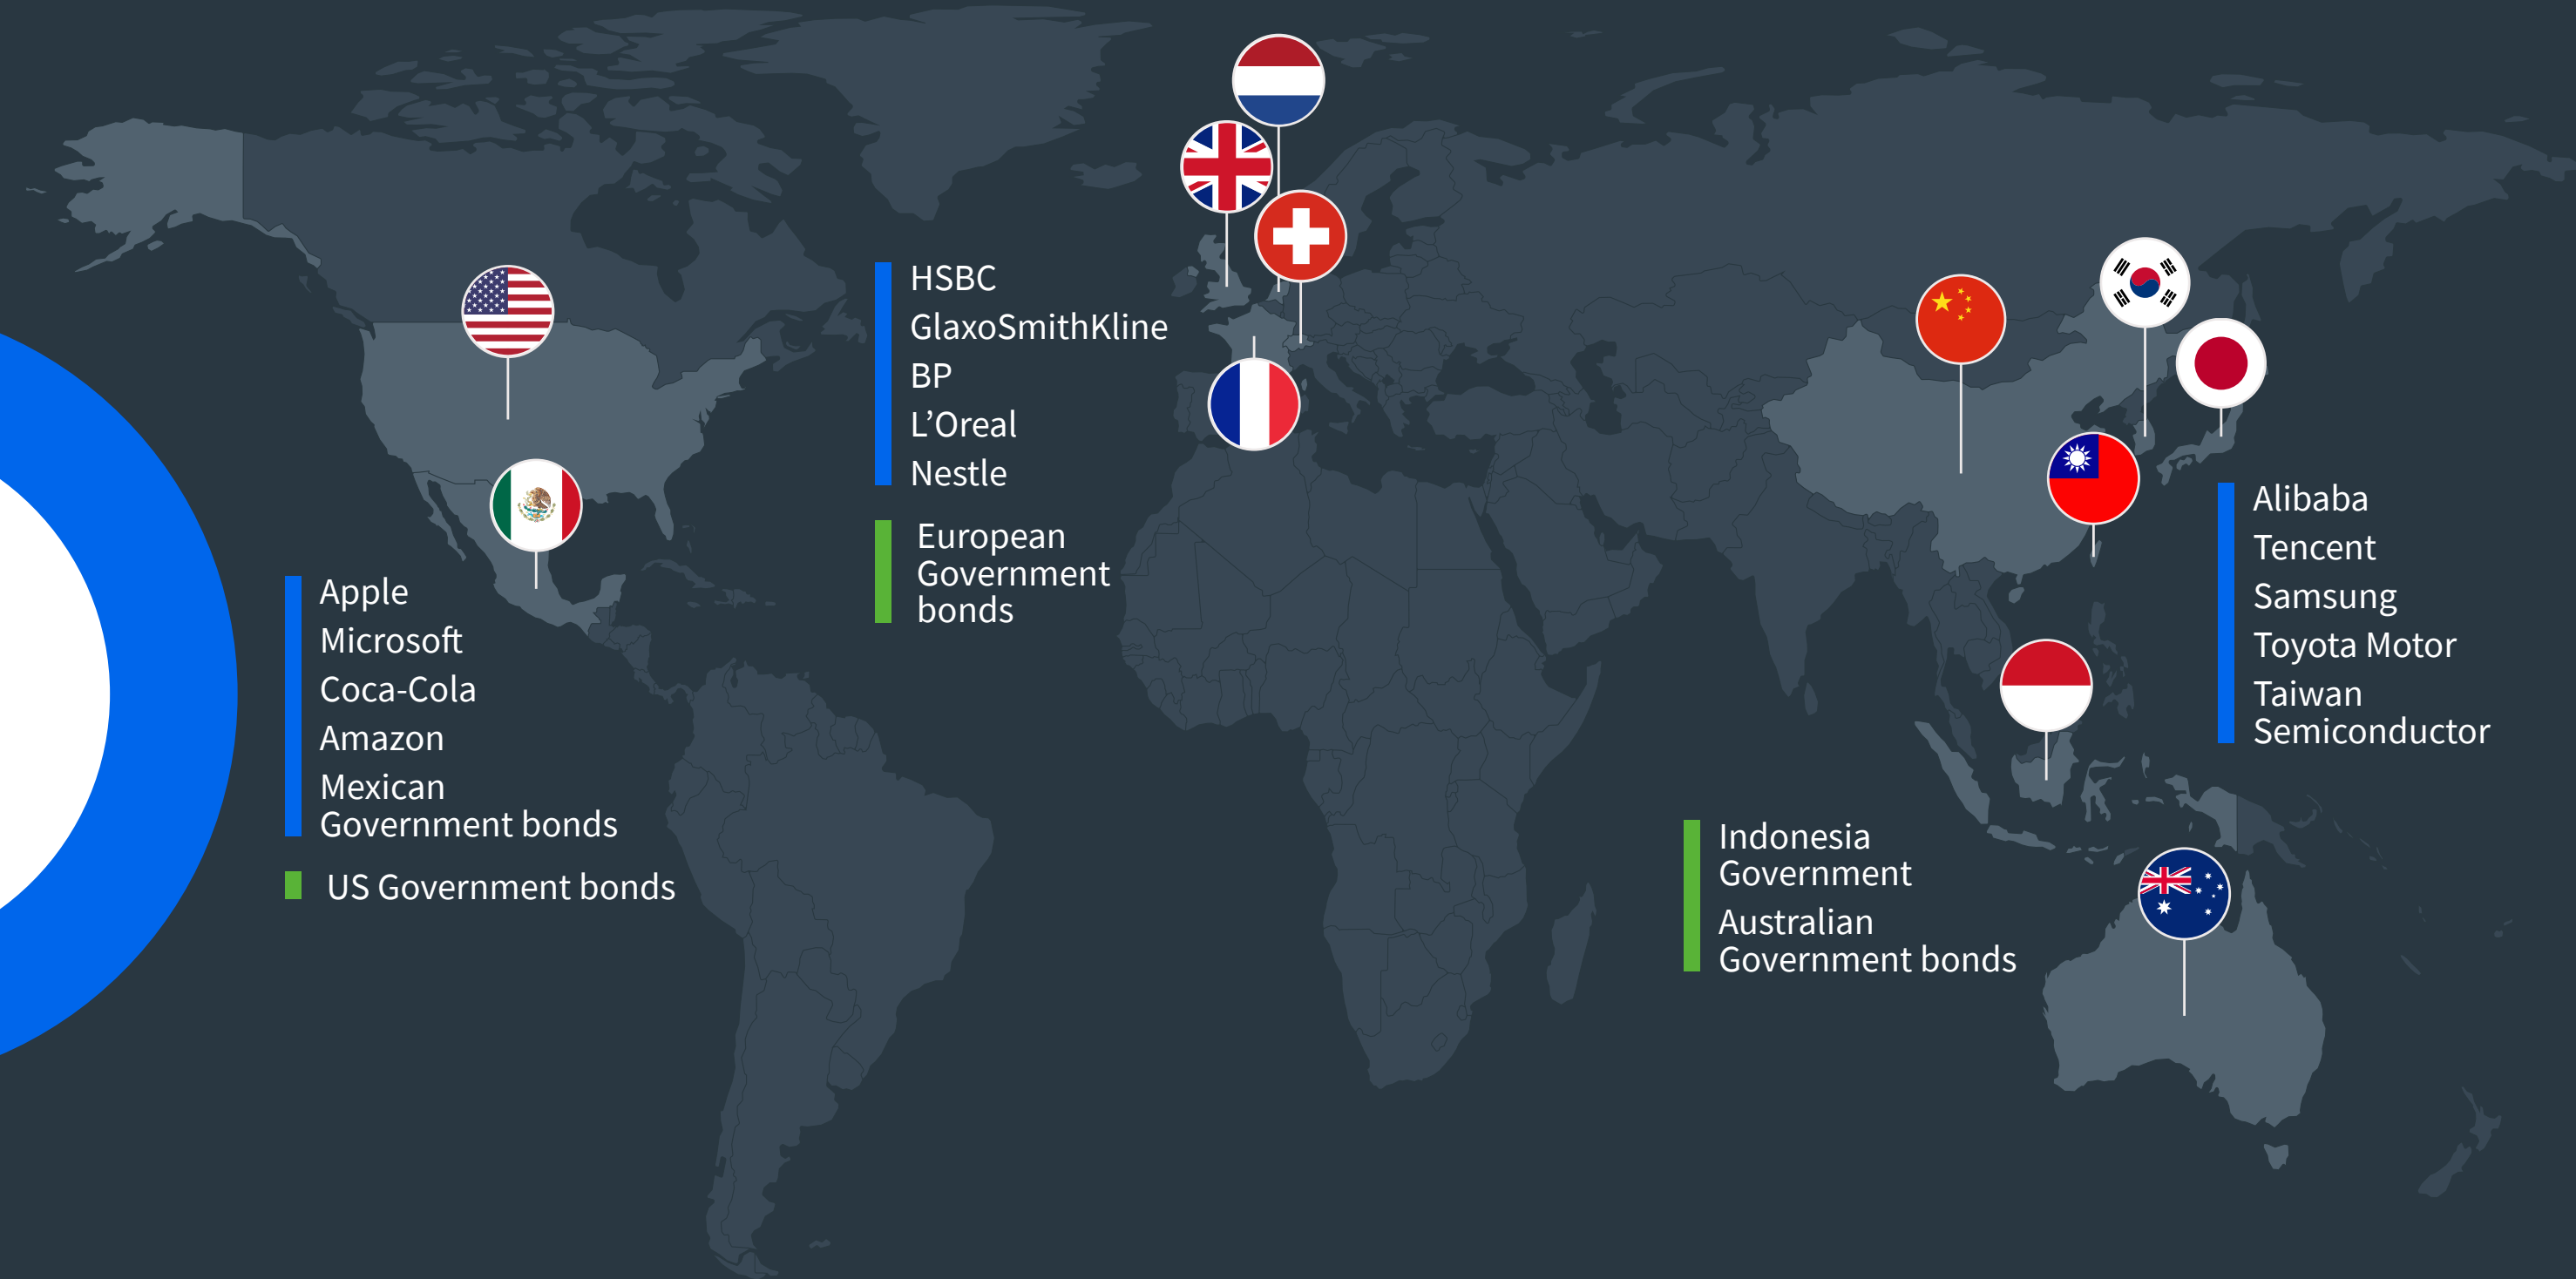 Apple
Microsoft
Coca-Cola
Amazon
Mexican
Government bonds
US Government bonds
HSBC
GlaxoSmithKline
BP
L’Oreal
Nestle
European
Government
bonds
Alibaba
Tencent
Samsung
Toyota Motor
Taiwan
Semiconductor
Indonesia
Government
Australian
Government bonds